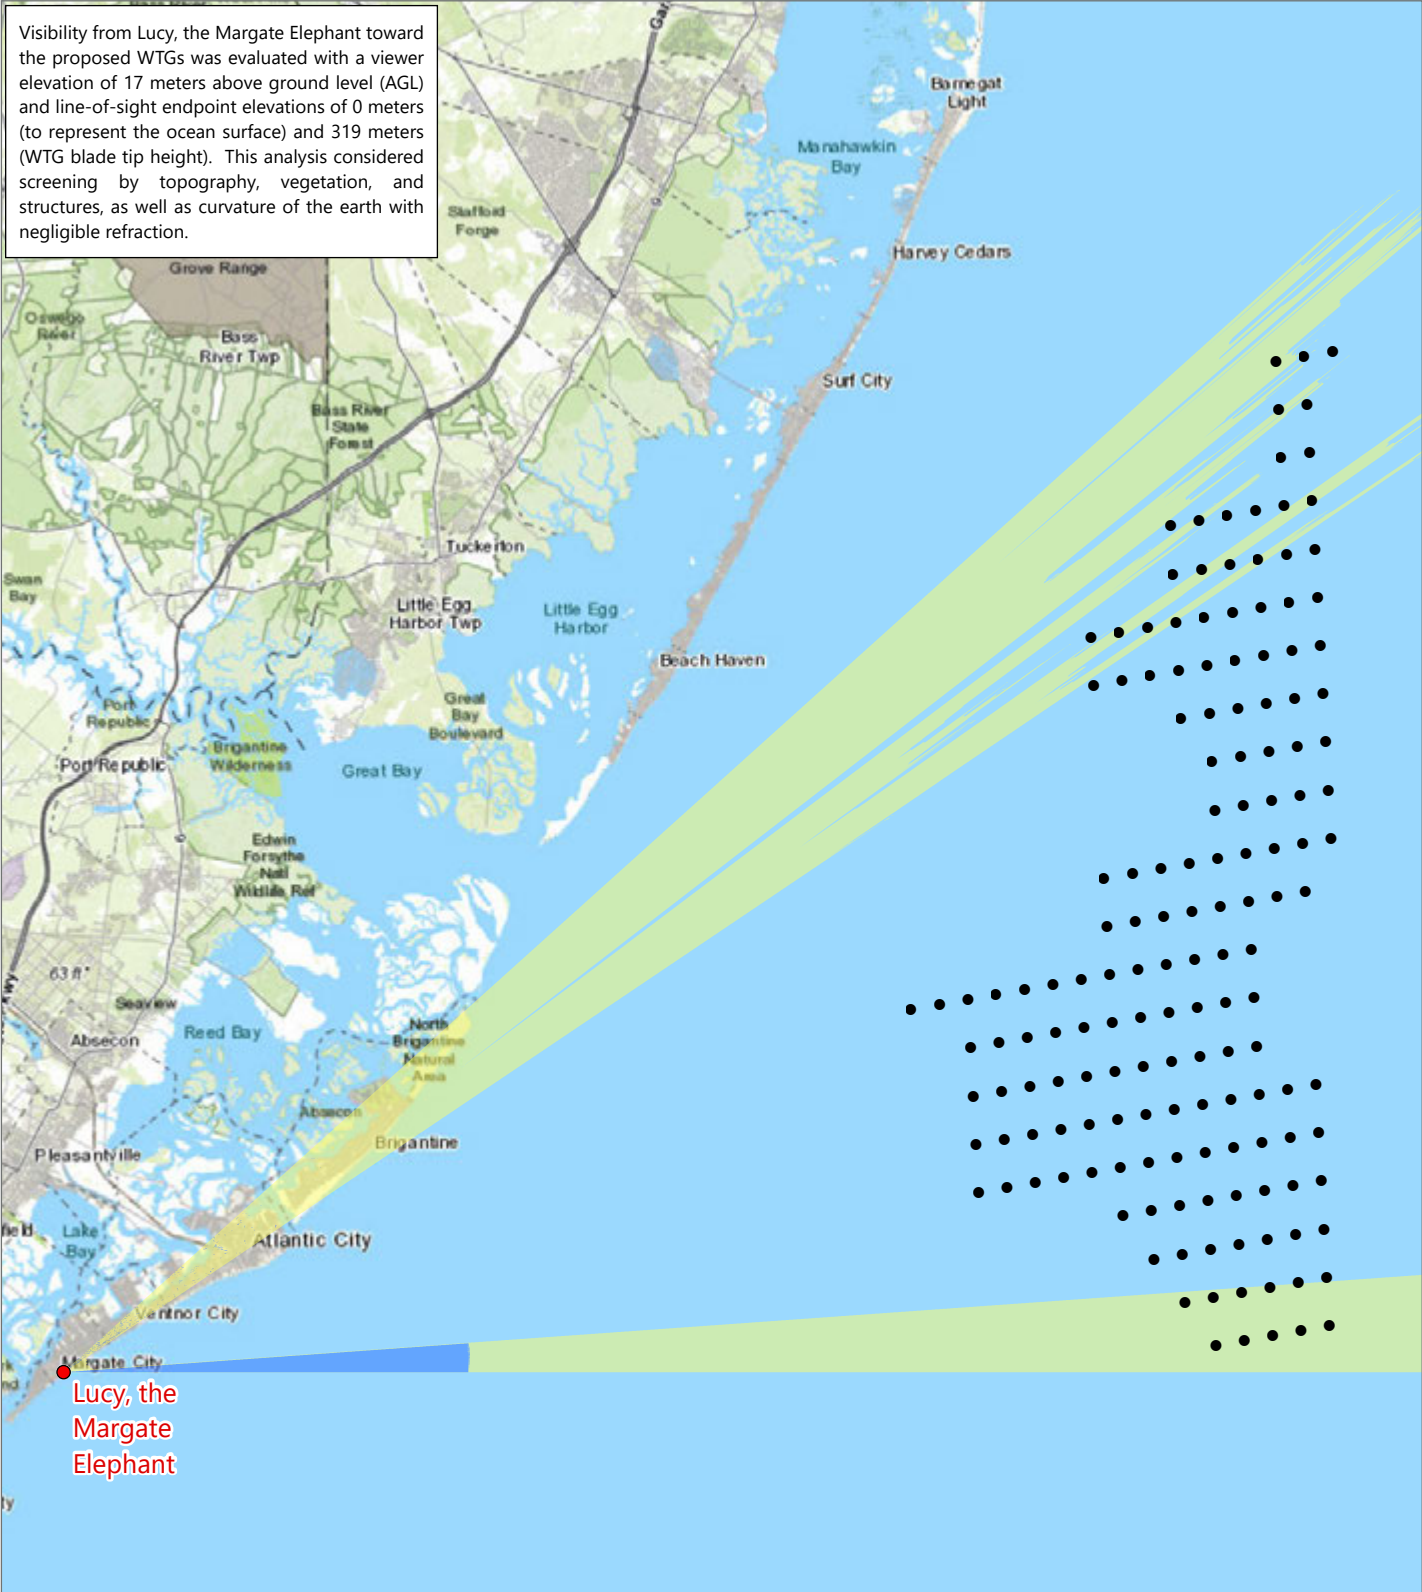 Visibility from Lucy, the Margate Elephant toward
the proposed WTGs was evaluated with a viewer
elevation of 17 meters above ground level (AGL)
and line-of-sight endpoint elevations of 0 meters
(to represent the ocean surface) and 319 meters
(WTG blade tip height). This analysis considered
screening by topography, vegetation, and
structures, as well as curvature of the earth with
negligible refraction.
Gar
Barnegat
Light
Manahawkin
Bay
9
Stafford
Forge
Harvey Cedars
Grove Range
Oswego
River
Bass
River Twp
Surf City
Bass River
State
Forest
Tuckerton
Swan
Bay
Little Egg
Harbor Twp
Little Egg
Harbor
Beach Haven
Port
Republic
Great
Bay
Boulevard
Brigantine
Wilderness
Port Republic
Great Bay
9
Edwin
Forsythe
Natl
Wildlife Ref
63 ft
kwy
Seaview
Reed Bay
Absecon
North
Brigantine
Natural
Area
Absecon
Brigantine
Pleasantville
field
Lake
Bay
Atlantic City
Ventnor City
Margate City
Lucy, the
Margate
Elephant
ty